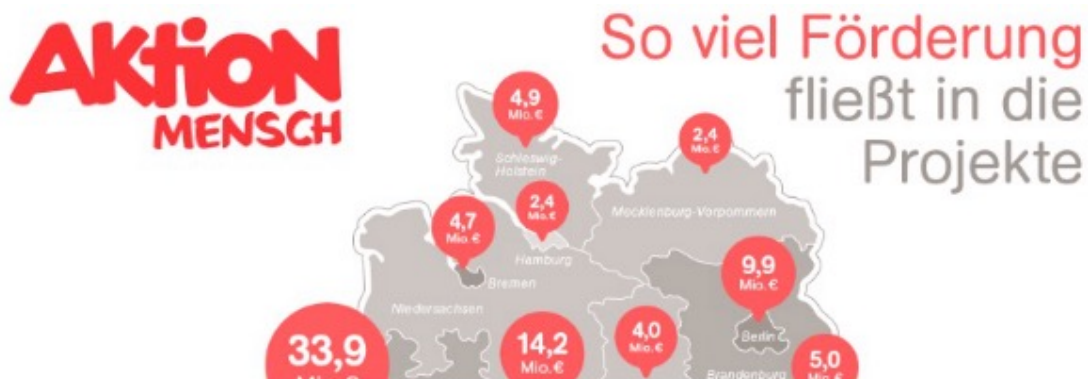 AKtion
MENSCH
So viel Förderung
fließt in die
Projekte
4,9
Mio. €
Schleswig-
Holstein
2,4
Mio. €
Mecklenburg-Vorpommern
2,4
Mio. €
Hamburg
4,7
Mio. €
Bremen
Niedersachsen
9,9
Mio. €
Berlin
33,9
Mio. €
14,2
Mio. €
4,0
Mio. €
5,0
Mio. €
Brandenburg